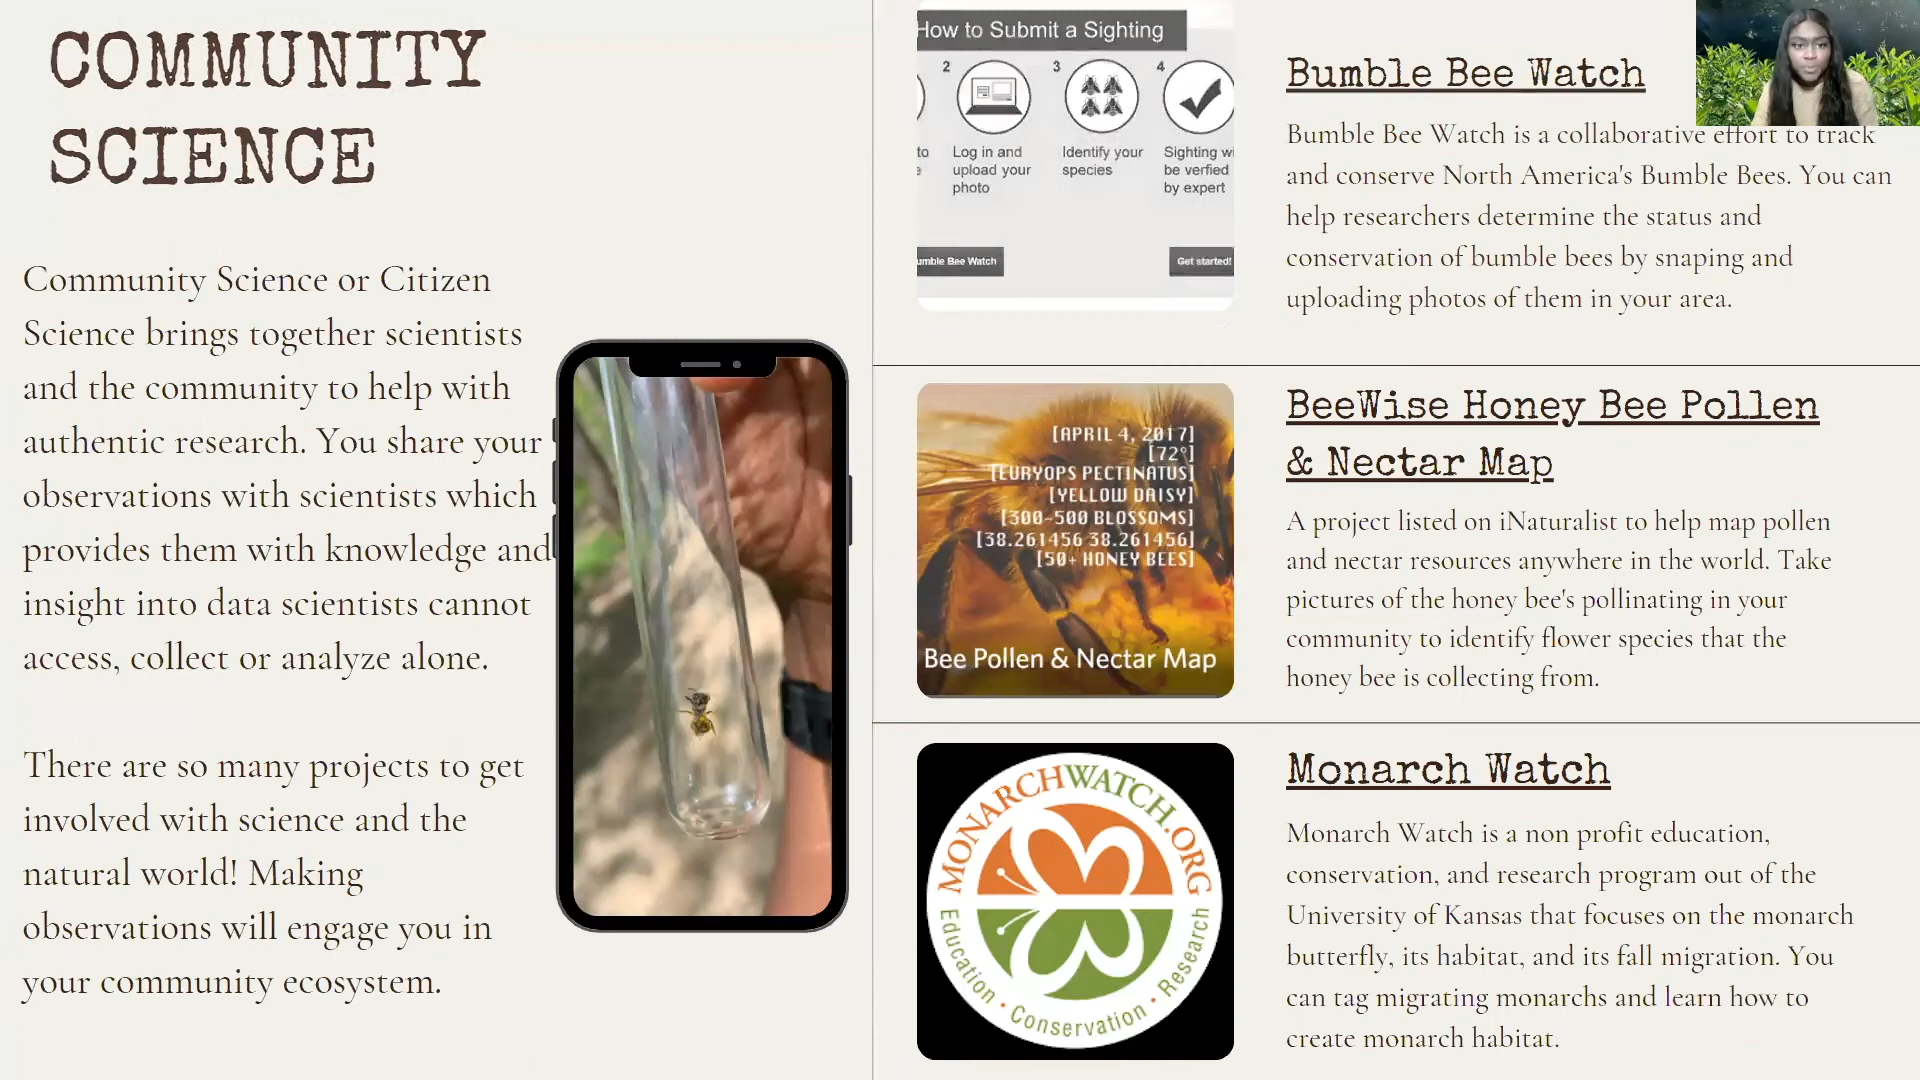 COMMUNITY
SCIENCE
Community Science or Citizen
Science brings together scientists
and the community to help with
authentic research. You share your
observations with scientists which
provides them with knowledge and
insight into data scientists cannot
access, collect or analyze alone.
There are so many projects to get
involved with science and the
natural world! Making
observations will engage you in
your community ecosystem.
How to Submit a Sighting
2 3 4
to Log in and Identify your Sighting
upload your species be verfied
photo by expert
Bee Watch Get started!
Bumble Bee Watch
Bumble Bee Watch is a collaborative effort to track
and conserve North America's Bumble Bees. You can
help researchers determine the status and
conservation of bumble bees by snaping and
uploading photos of them in your area.
[APRIL 4, 2017]
[72°]
[EURYOPS PECTINATUS]
[YELLOW DAISY]
[300-500 BLOSSOMS]
[38.261456 38.261456]
[50+ HONEY BEES]
Bee Pollen & Nectar Map
BeeWise Honey Bee Pollen
& Nectar Map
A project listed on iNaturalist to help map pollen
and nectar resources anywhere in the world. Take
pictures of the honey bee's pollinating in your
community to identify flower species that the
honey bee is collecting from.
MONARCHWATCH.ORG
Education • Conservation • Research
Monarch Watch
Monarch Watch is a non profit education,
conservation, and research program out of the
University of Kansas that focuses on the monarch
butterfly, its habitat, and its fall migration. You
can tag migrating monarchs and learn how to
create monarch habitat.